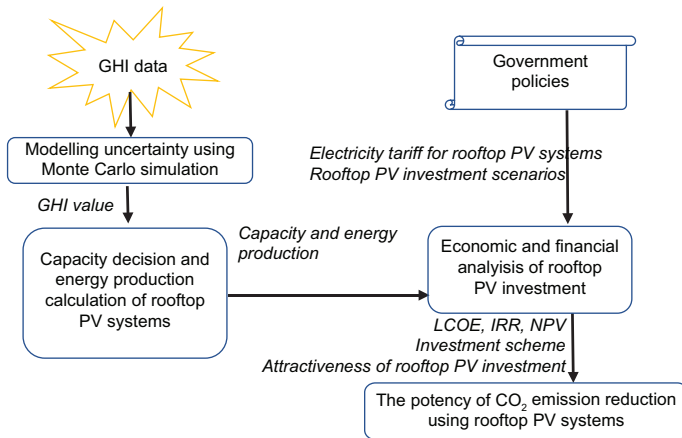 GHI data
Government
policies
Modelling uncertainty using
Monte Carlo simulation
Electricity tariff for rooftop PV systems
Rooftop PV investment scenarios
GHI value
Capacity and energy
production
Capacity decision and
energy production
calculation of rooftop
PV systems
Economic and financial
analyisis of rooftop
PV investment
LCOE, IRR, NPV
Investment scheme
Attractiveness of rooftop PV investment
The potency of CO₂ emission reduction
using rooftop PV systems